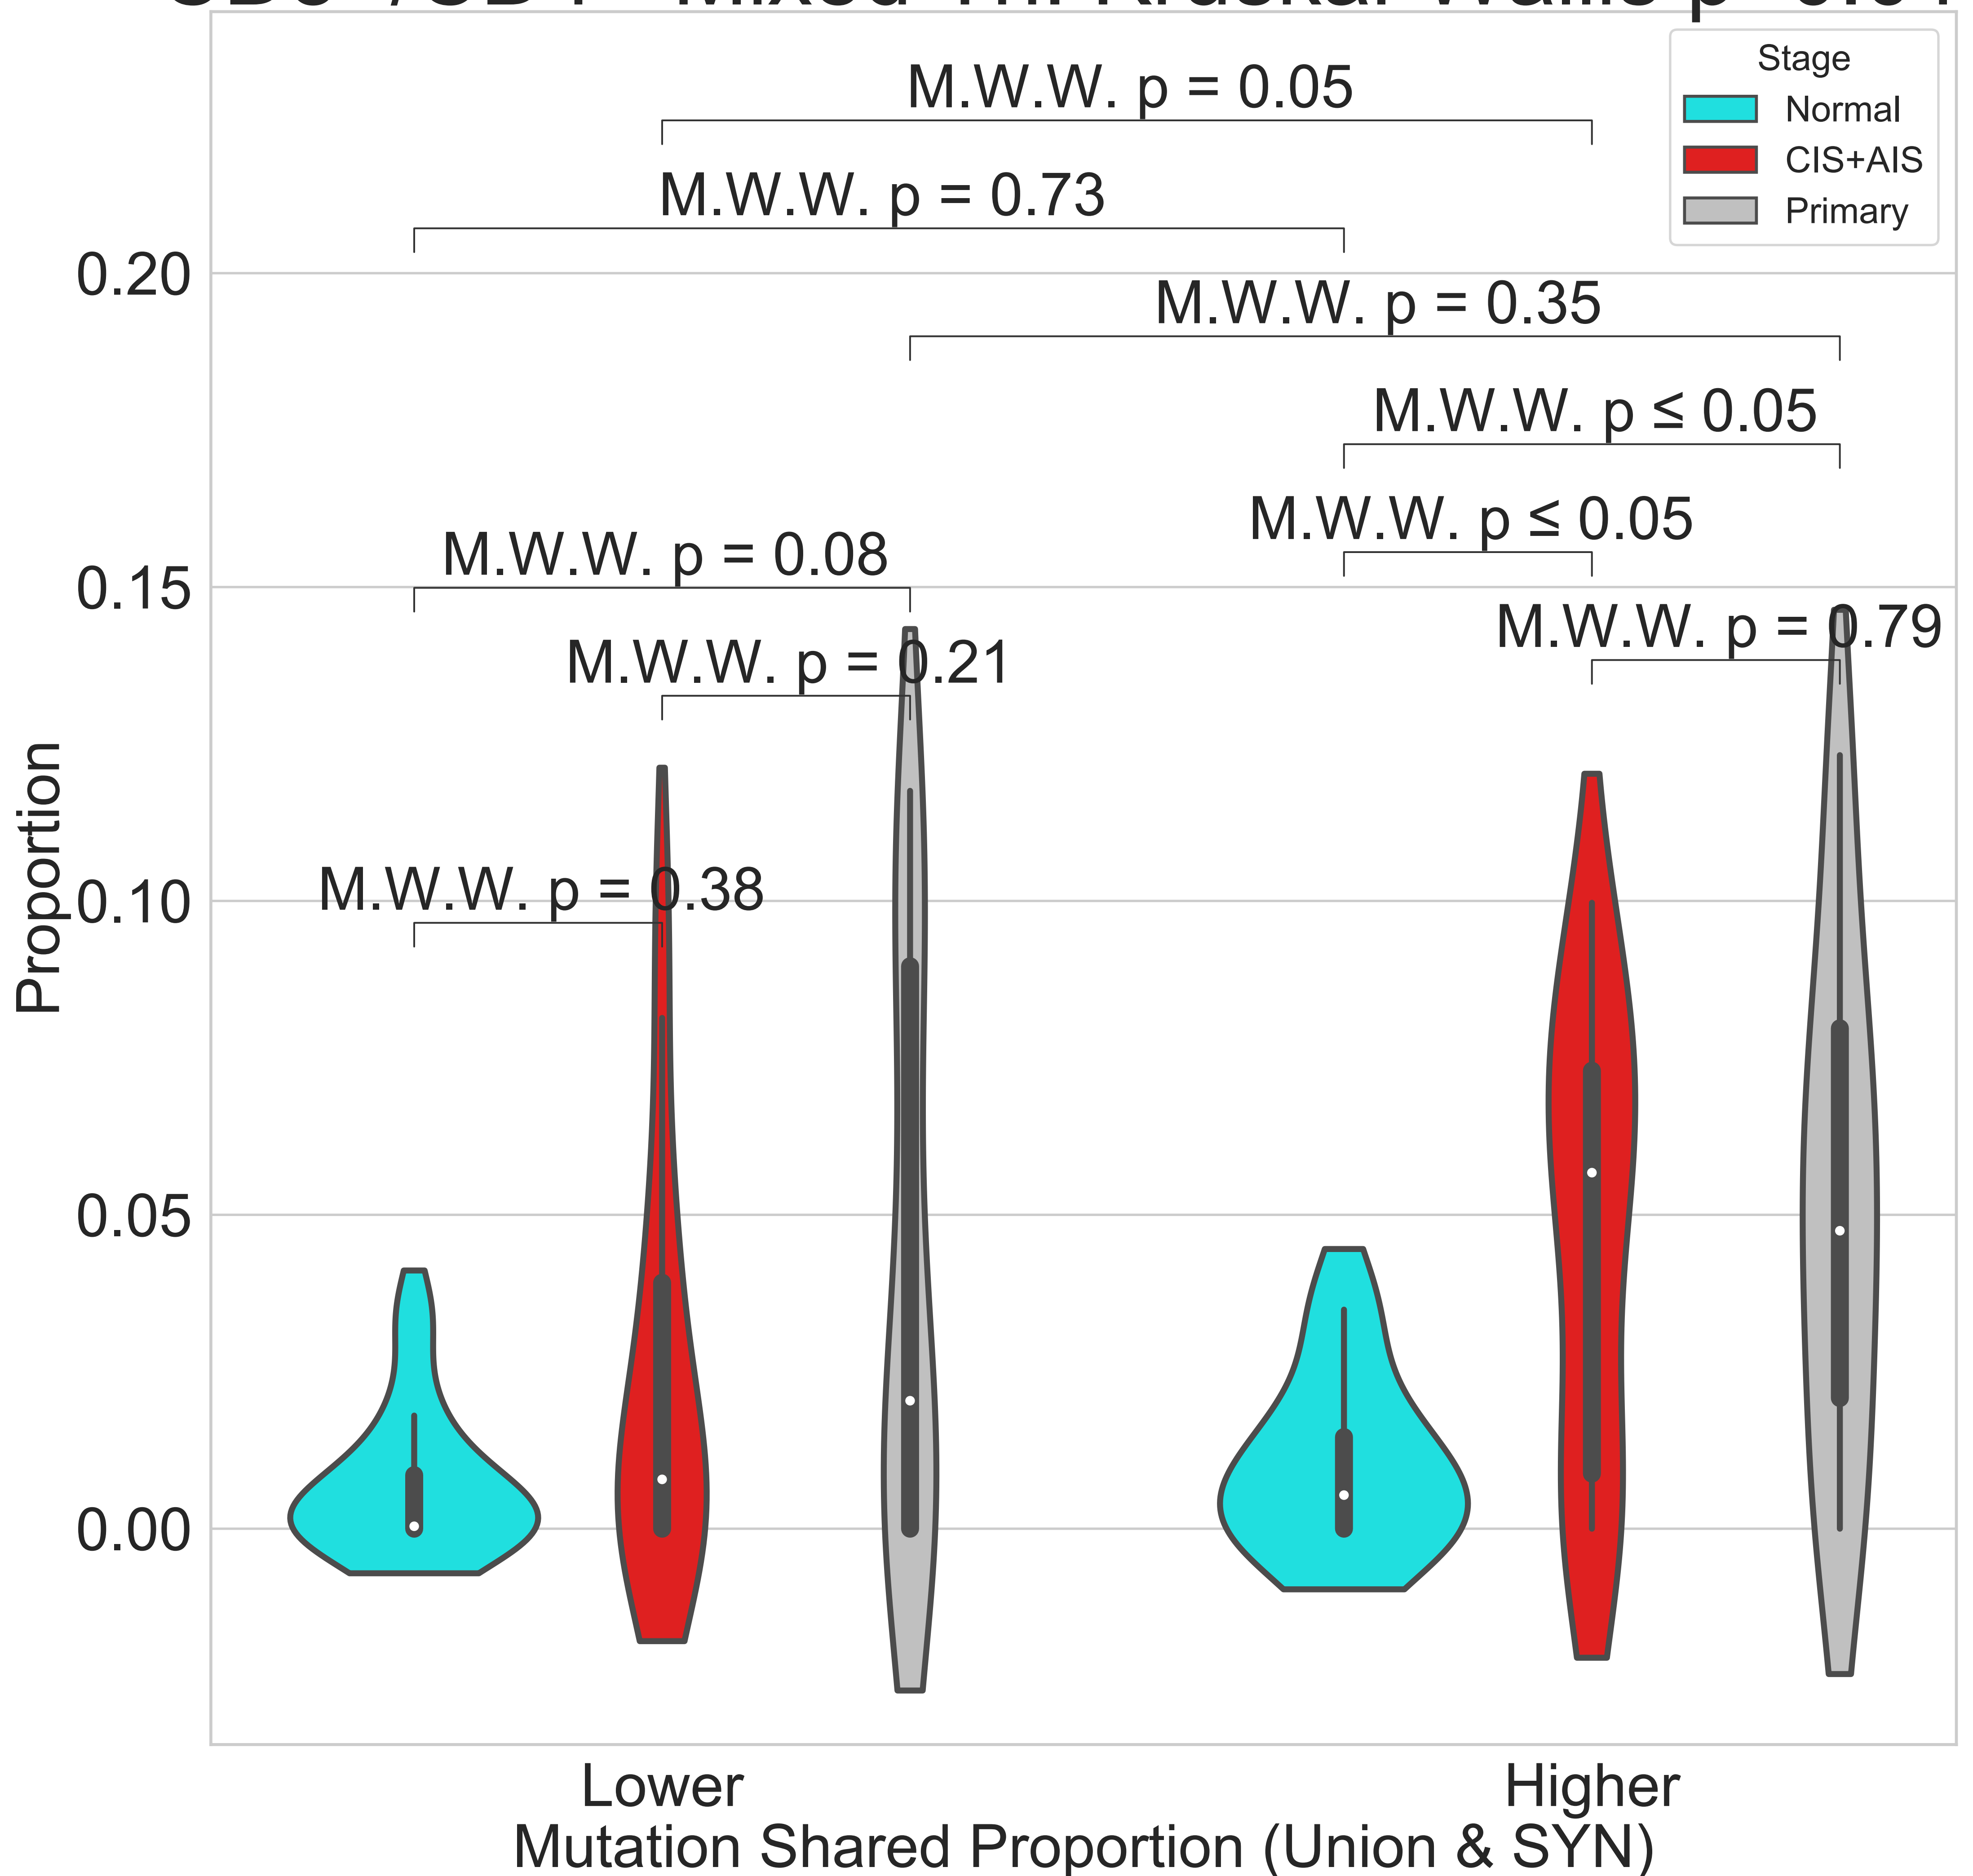 Stage
Normal
CIS+AIS
Primary
M.W.W. p = 0.05
M.W.W. p = 0.73
M.W.W. p = 0.35
M.W.W. p ≤ 0.05
M.W.W. p ≤ 0.05
M.W.W. p = 0.08
M.W.W. p = 0.79
M.W.W. p = 0.21
M.W.W. p = 0.38
0.20
0.15
0.10
0.05
0.00
Proportion
Lower
Higher
Mutation Shared Proportion (Union & SYN)